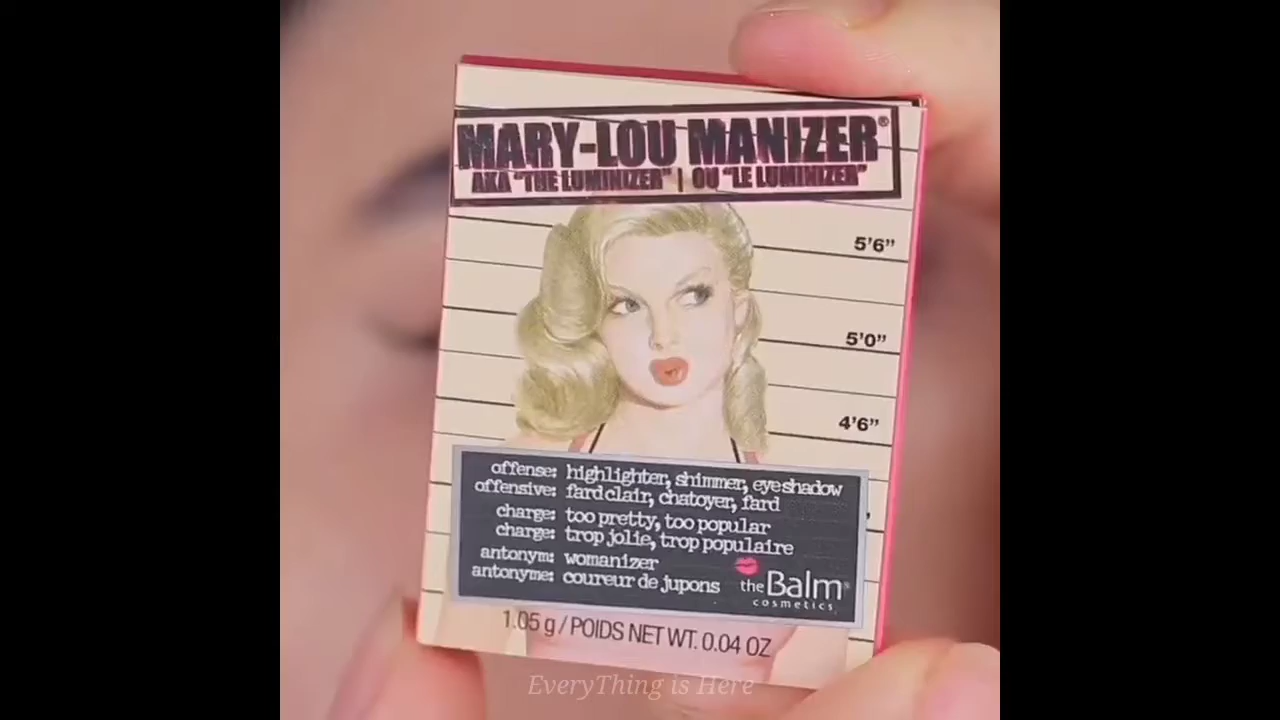 MARY-LOU MANIZER®
AKA "THE LUMINIZER" | OU "LE LUMINIZER"
5'6"
5'0"
4'6"
offense: highlighter, shimmer, eyeshadow
offensive: fard clair, chatoyer, fard
charge: too pretty, too popular
charge: trop jolie, trop populaire
antonym: womanizer
antonyme: coureur de jupons
theBalm®
cosmetics
1.05 g / POIDS NET WT. 0.04 OZ
EveryThing is Here